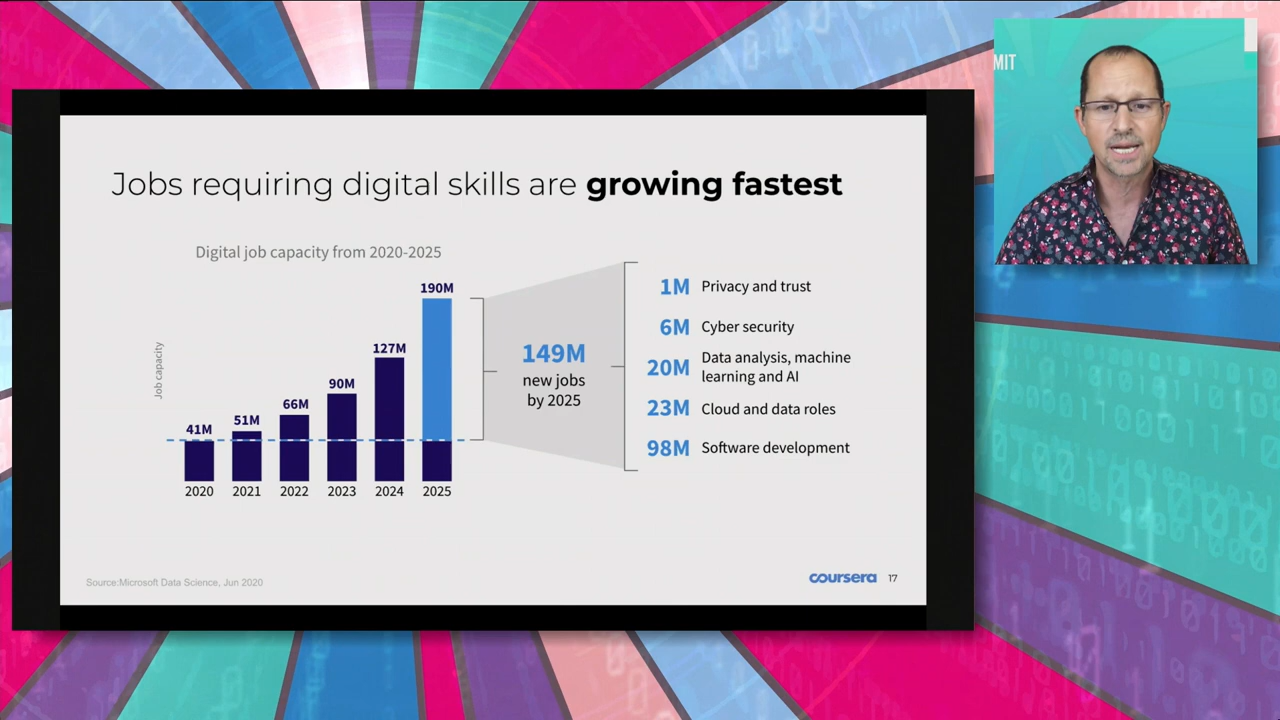 MIT
Jobs requiring digital skills are growing fastest
Digital job capacity from 2020-2025
Job capacity
41M
51M
66M
90M
127M
190M
2020
2021
2022
2023
2024
2025
149M
new jobs
by 2025
1M Privacy and trust
6M Cyber security
20M Data analysis, machine
learning and AI
23M Cloud and data roles
98M Software development
Source:Microsoft Data Science, Jun 2020
coursera 17